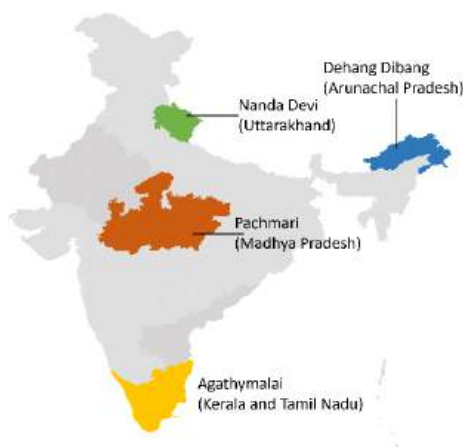 Dehang Dibang
(Arunachal Pradesh)
Nanda Devi
(Uttarakhand)
Pachmari
(Madhya Pradesh)
Agathymalai
(Kerala and Tamil Nadu)